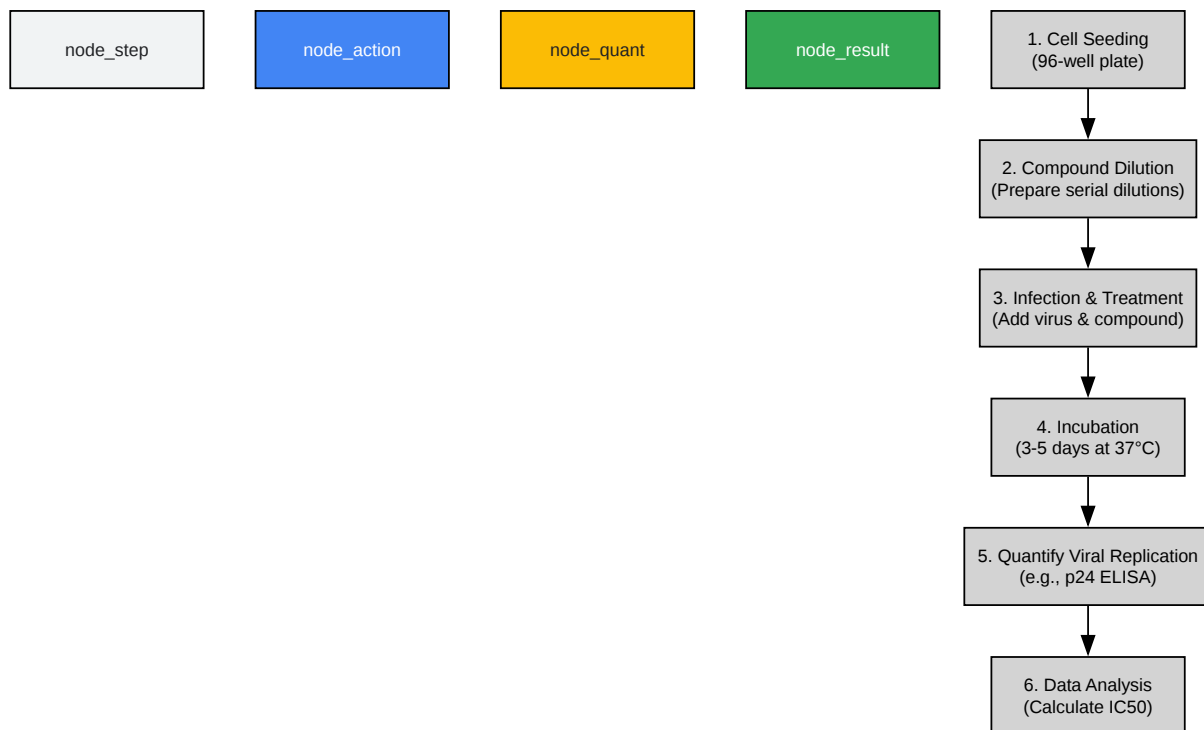 node_step
node_action
node_quant
node_result
1. Cell Seeding
(96-well plate)
2. Compound Dilution
(Prepare serial dilutions)
3. Infection & Treatment
(Add virus & compound)
4. Incubation
(3-5 days at 37°C)
5. Quantify Viral Replication
(e.g., p24 ELISA)
6. Data Analysis
(Calculate IC50)